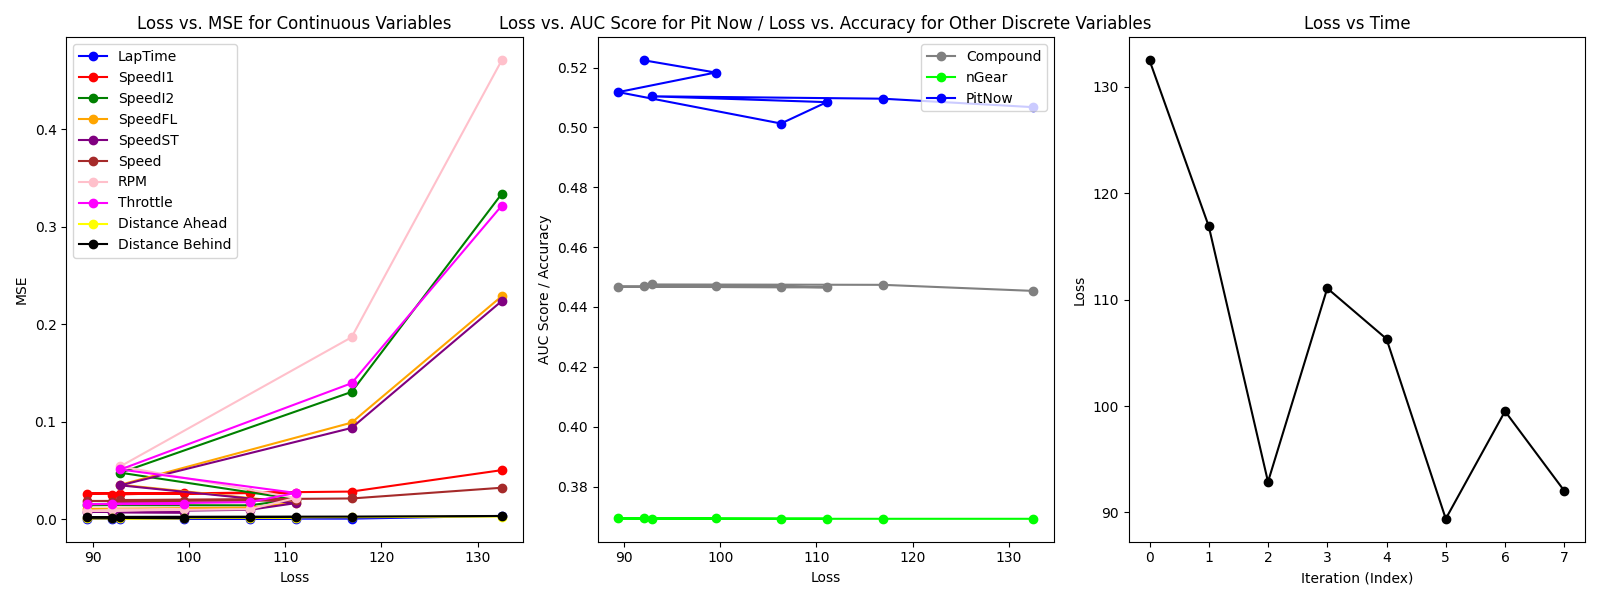 Loss vs. MSE for Continuous Variables
LapTime
SpeedI1
SpeedI2
SpeedFL
SpeedST
Speed
RPM
Throttle
Distance Ahead
Distance Behind
MSE
0.4
0.3
0.2
0.1
0.0
90 100 110 120 130
Loss
Loss vs. AUC Score for Pit Now / Loss vs. Accuracy for Other Discrete Variables
Compound
nGear
PitNow
AUC Score / Accuracy
0.52
0.50
0.48
0.46
0.44
0.42
0.40
0.38
90 100 110 120 130
Loss
Loss vs Time
Loss
130
120
110
100
90
0 1 2 3 4 5 6 7
Iteration (Index)